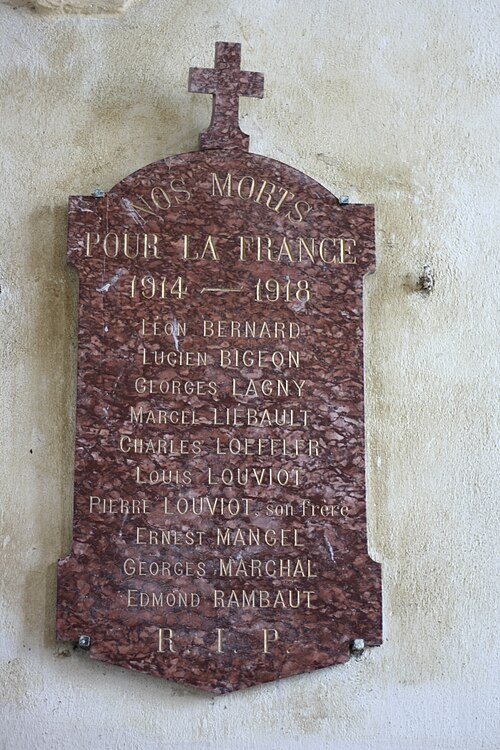 NOS MORTS
POUR LA FRANCE
1914 — 1918
LÉON BERNARD
LUCIEN BIGEON
GEORGES LAGNY
MARCEL LIÉBAULT
CHARLES LOEFFLER
LOUIS LOUVIOT
PIERRE LOUVIOT, son frère
ERNEST MANGEL
GEORGES MARCHAL
EDMOND RAMBAUT
R. I. P.